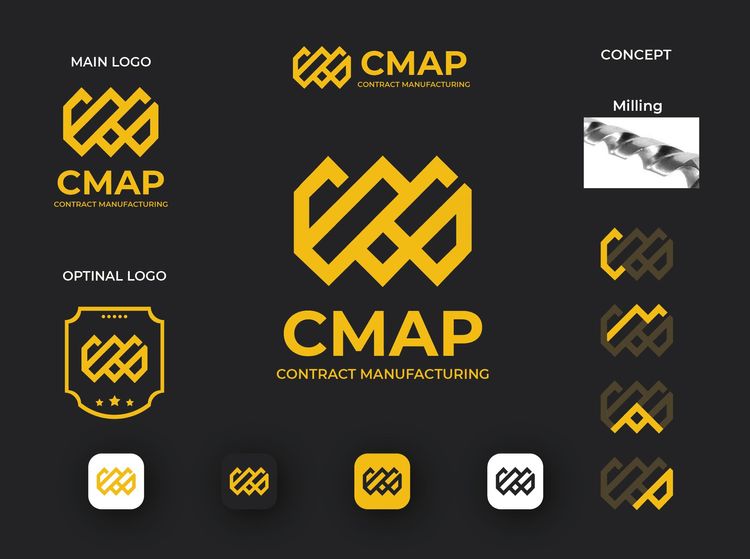 MAIN LOGO
CMAP
CONTRACT MANUFACTURING
CONCEPT
Milling
CMAP
CONTRACT MANUFACTURING
OPTINAL LOGO
CMAP
CONTRACT MANUFACTURING